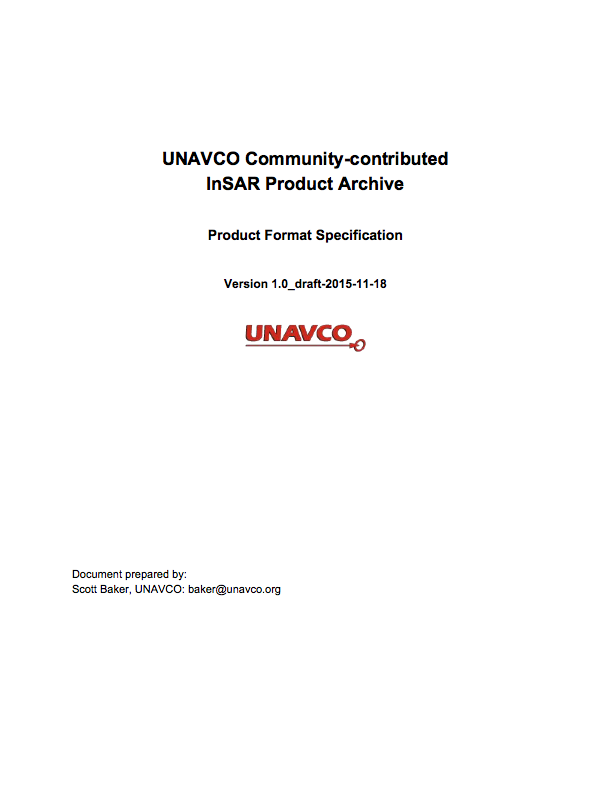 UNAVCO Community-contributed
InSAR Product Archive
Product Format Specification
Version 1.0_draft-2015-11-18
UNAVCO
Document prepared by:
Scott Baker, UNAVCO: baker@unavco.org